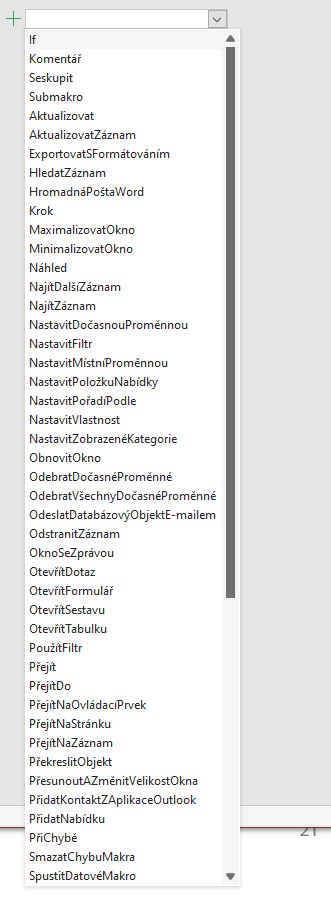 If
Komentář
Seskupit
Submakro
Aktualizovat
AktualizovatZáznam
ExportovatSFormátováním
HledatZáznam
HromadnáPoštaWord
Krok
MaximalizovatOkno
MinimalizovatOkno
Náhled
NajítDalšíZáznam
NajítZáznam
NastavitDočasnouProměnnou
NastavitFiltr
NastavitMístníProměnnou
NastavitPoložkuNabídky
NastavitPořadíPodle
NastavitVlastnost
NastavitZobrazenéKategorie
ObnovitOkno
OdebratDočasnéProměnné
OdebratVšechnyDočasnéProměnné
OdeslatDatabázovýObjektE-mailem
OdstranitZáznam
OknoSeZprávou
OtevřítDotaz
OtevřítFormulář
OtevřítSestavu
OtevřítTabulku
PoužítFiltr
Přejít
PřejítDo
PřejítNaOvládacíPrvek
PřejítNaStránku
PřejítNaZáznam
PřekreslitObjekt
PřesunoutAZměnitVelikostOkna
PřidatKontaktZAplikaceOutlook
PřidatNabídku
PřiChybě
SmazatChybuMakra
SpustitDatovéMakro
21